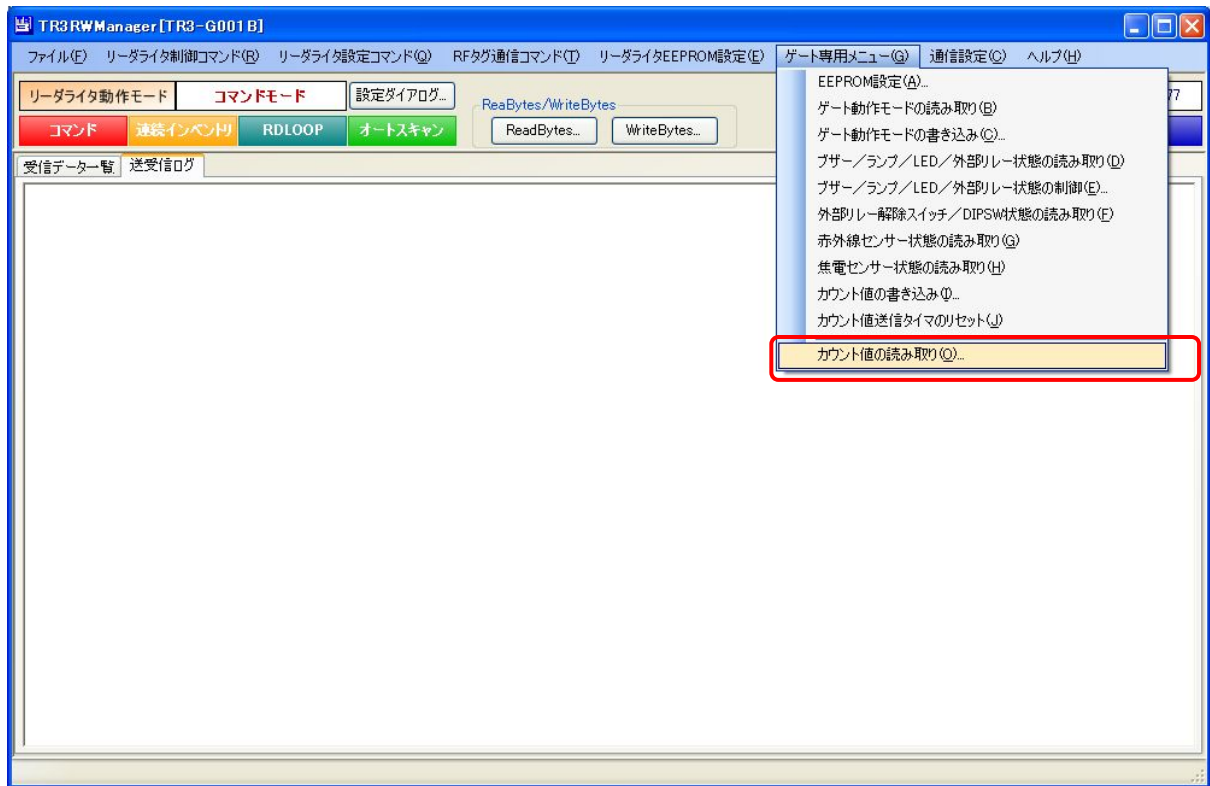 TR3RWManager[TR3-G001B]
ファイル(F) リーダライタ制御コマンド(R) リーダライタ設定コマンド(Q) RFタグ通信コマンド(T) リーダライタEEPROM設定(E) ゲート専用メニュー(G) 通信設定(C) ヘルプ(H)
リーダライタ動作モード コマンドモード 設定ダイアログ... ReaBytes/WriteBytes 77
コマンド 連続インベントリ RDLOOP オートスキャン ReadBytes... WriteBytes...
受信データ一覧 送受信ログ
EEPROM設定(A)...
ゲート動作モードの読み取り(B)
ゲート動作モードの書き込み(C)...
ブザー/ランプ/LED/外部リレー状態の読み取り(D)
ブザー/ランプ/LED/外部リレー状態の制御(E)...
外部リレー解除スイッチ/DIPSW状態の読み取り(F)
赤外線センサー状態の読み取り(G)
焦電センサー状態の読み取り(H)
カウント値の書き込み(I)...
カウント値送信タイマのリセット(J)
カウント値の読み取り(O)...